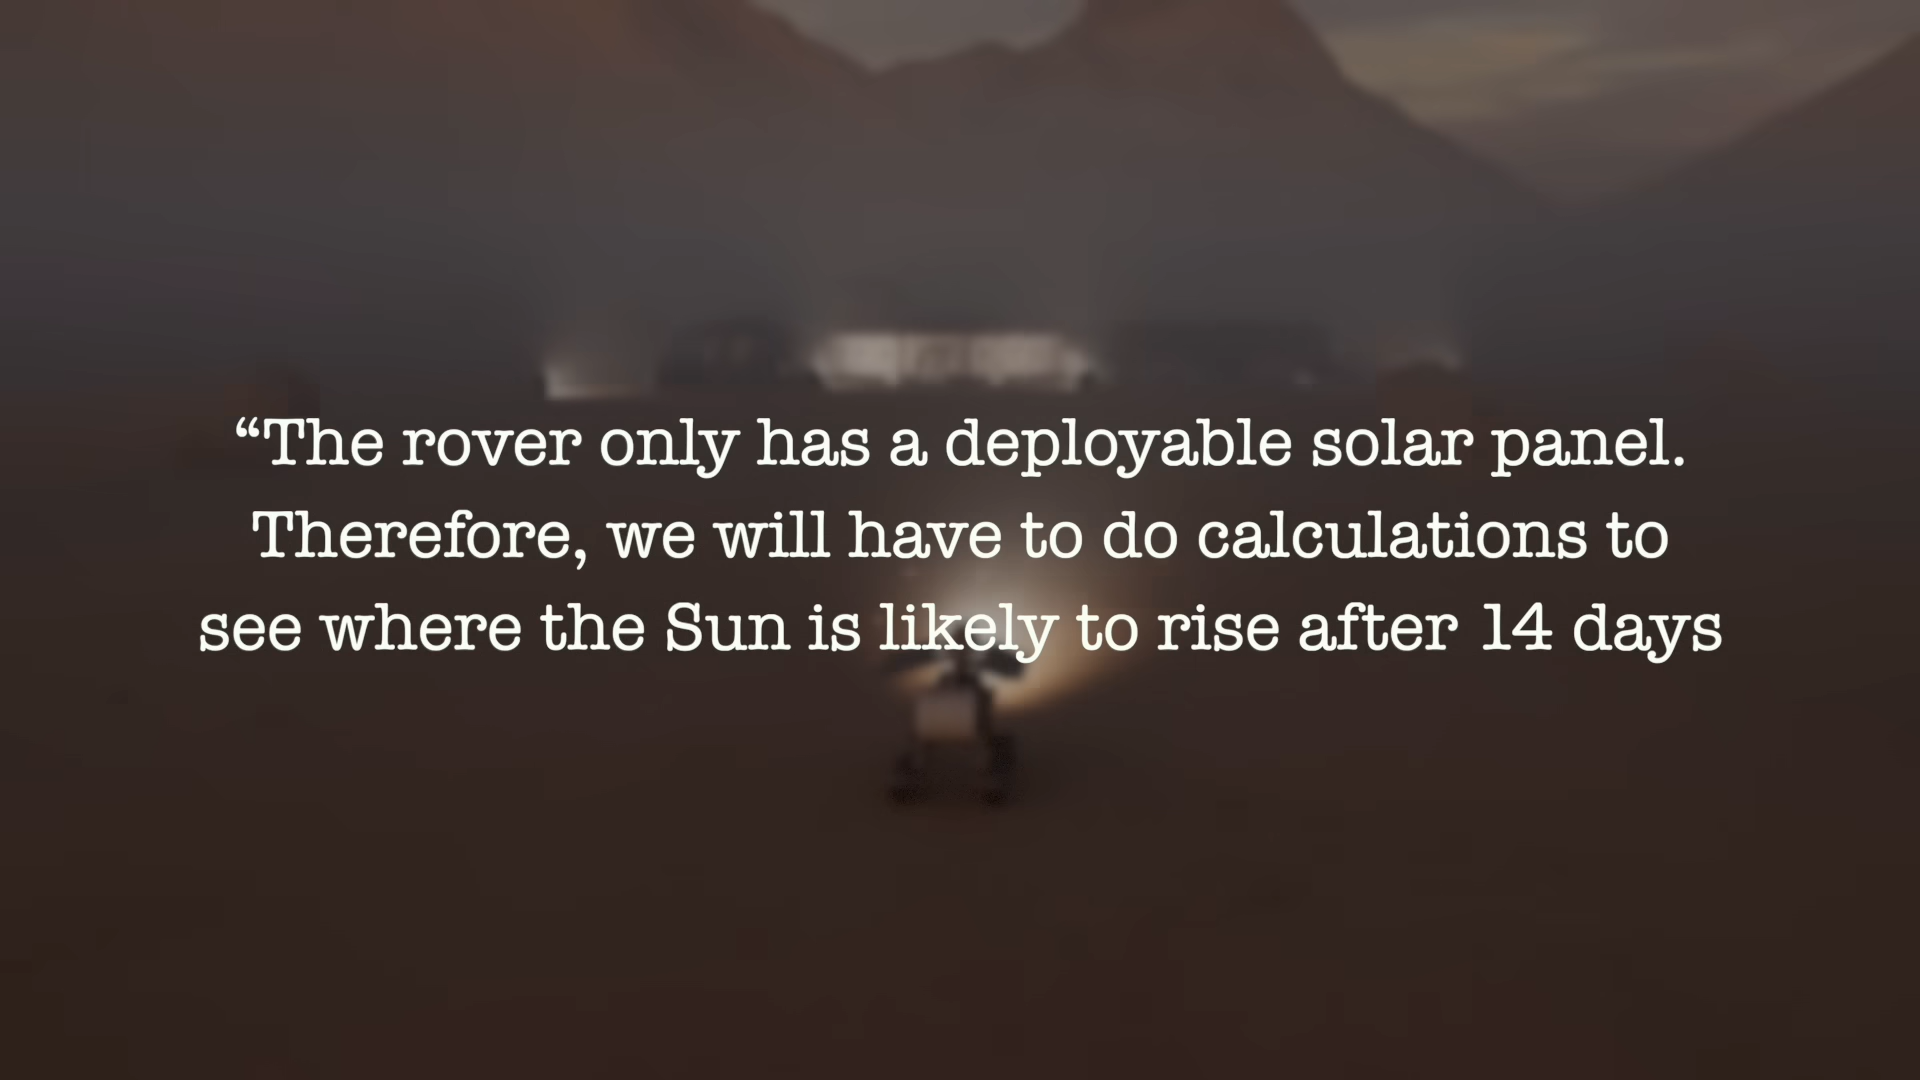 “The rover only has a deployable solar panel.
Therefore, we will have to do calculations to
see where the Sun is likely to rise after 14 days